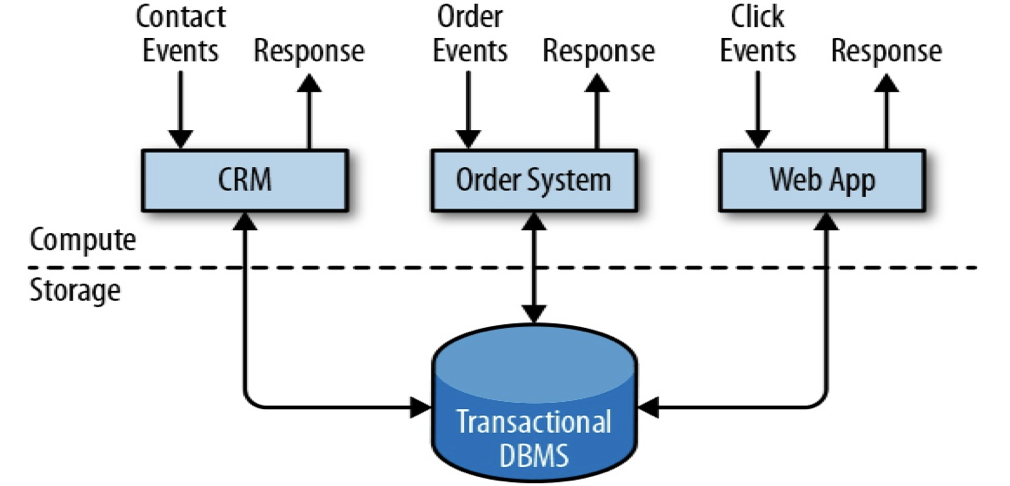 Contact
Events
Response
Order
Events
Response
Click
Events
Response
CRM
Order System
Web App
Compute
Storage
Transactional
DBMS